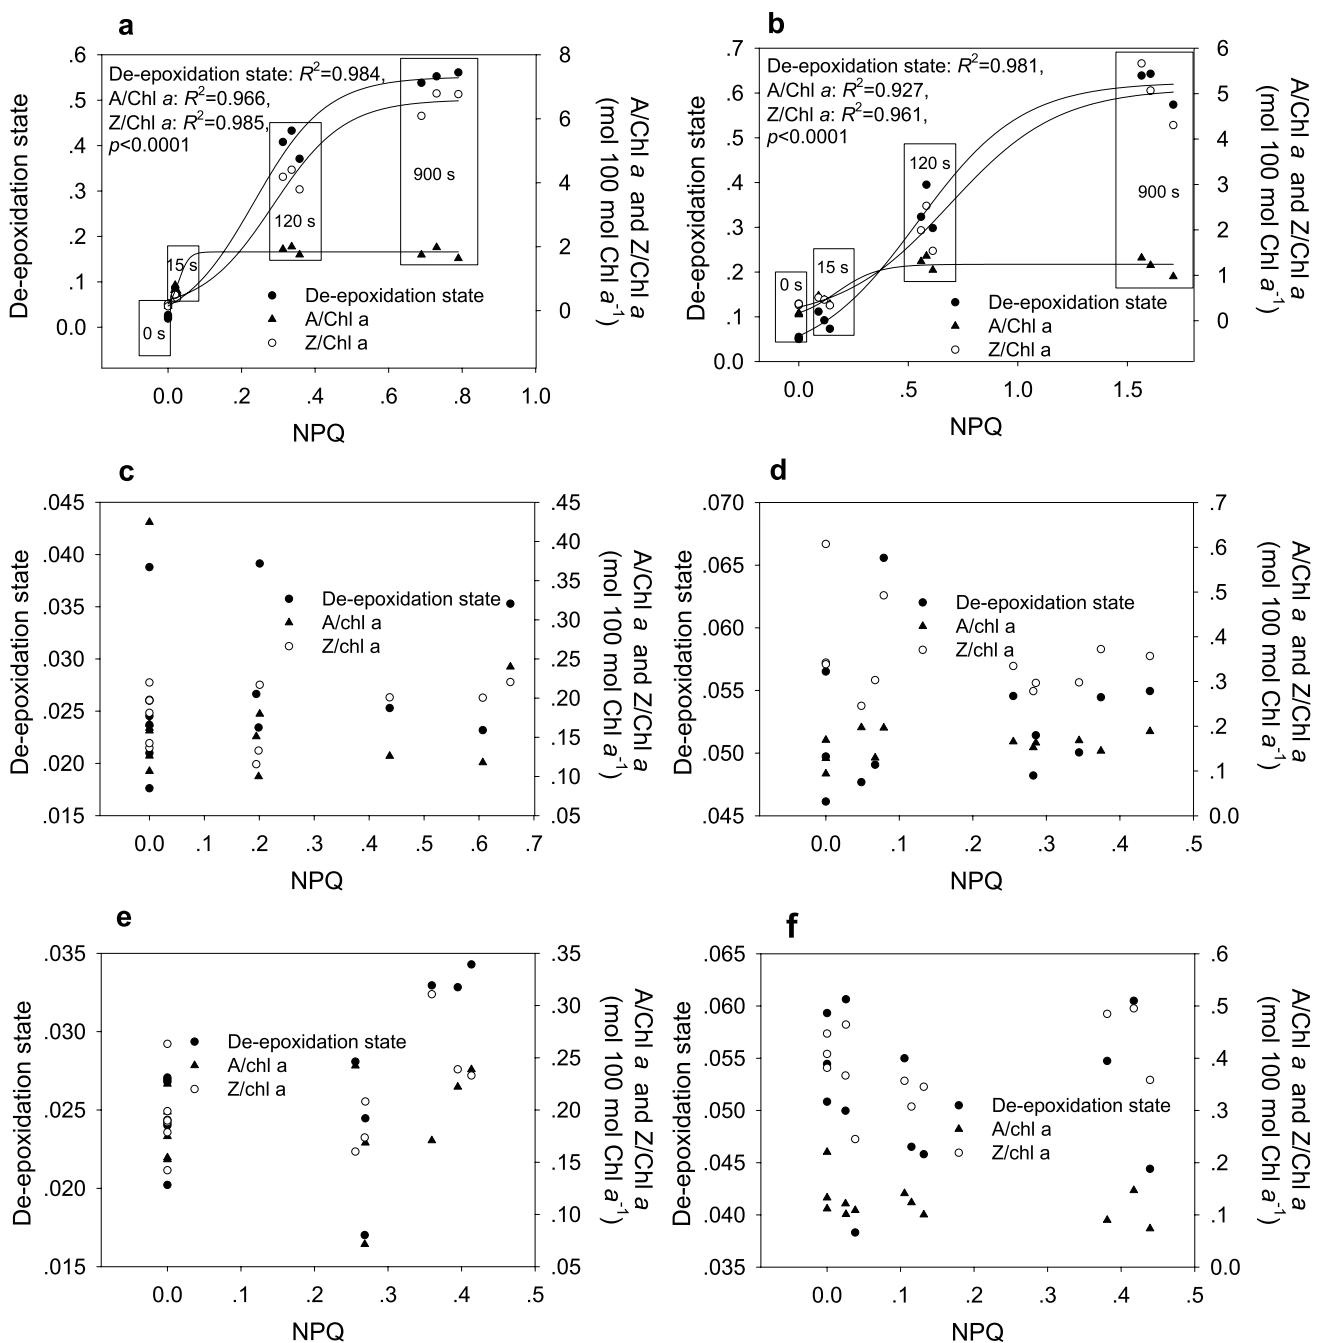 a
De-epoxidation state: R²=0.984,
A/Chl a: R²=0.966,
Z/Chl a: R²=0.985,
p<0.0001
.6
.5
.4
.3
.2
.1
0.0
De-epoxidation state
8
6
4
2
0
A/Chl a and Z/Chl a
(mol 100 mol Chl a⁻¹)
0 s
15 s
120 s
900 s
De-epoxidation state
A/Chl a
Z/Chl a
0.0 .2 .4 .6 .8 1.0
NPQ
b
De-epoxidation state: R²=0.981,
A/Chl a: R²=0.927,
Z/Chl a: R²=0.961,
p<0.0001
.7
.6
.5
.4
.3
.2
.1
0.0
De-epoxidation state
6
5
4
3
2
1
0
A/Chl a and Z/Chl a
(mol 100 mol Chl a⁻¹)
0 s
15 s
120 s
900 s
De-epoxidation state
A/Chl a
Z/Chl a
0.0 .5 1.0 1.5
NPQ
c
.045
.040
.035
.030
.025
.020
.015
De-epoxidation state
.45
.40
.35
.30
.25
.20
.15
.10
.05
A/Chl a and Z/Chl a
(mol 100 mol Chl a⁻¹)
De-epoxidation state
A/chl a
Z/chl a
0.0 .1 .2 .3 .4 .5 .6 .7
NPQ
d
.070
.065
.060
.055
.050
.045
De-epoxidation state
.7
.6
.5
.4
.3
.2
.1
0.0
A/Chl a and Z/Chl a
(mol 100 mol Chl a⁻¹)
De-epoxidation state
A/chl a
Z/chl a
0.0 .1 .2 .3 .4 .5
NPQ
e
.035
.030
.025
.020
.015
De-epoxidation state
.35
.30
.25
.20
.15
.10
.05
A/Chl a and Z/Chl a
(mol 100 mol Chl a⁻¹)
De-epoxidation state
A/chl a
Z/chl a
0.0 .1 .2 .3 .4 .5
NPQ
f
.065
.060
.055
.050
.045
.040
.035
De-epoxidation state
.6
.5
.4
.3
.2
.1
0.0
A/Chl a and Z/Chl a
(mol 100 mol Chl a⁻¹)
De-epoxidation state
A/chl a
Z/chl a
0.0 .1 .2 .3 .4 .5
NPQ